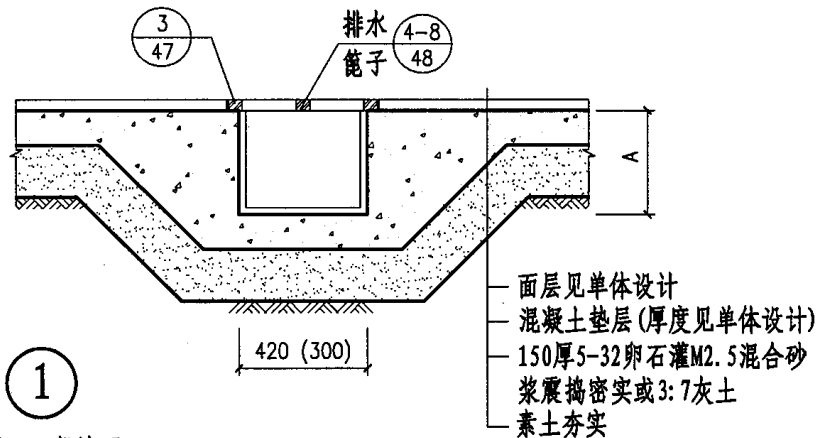 3
47
排水
篦子
4-8
48
A
面层见单体设计
混凝土垫层(厚度见单体设计)
150厚5-32卵石灌M2.5混合砂
浆震捣密实或3:7灰土
素土夯实
420 (300)
1